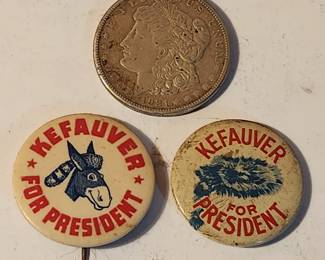 KEFAUVER
FOR PRESIDENT
KEFAUVER
FOR
PRESIDENT